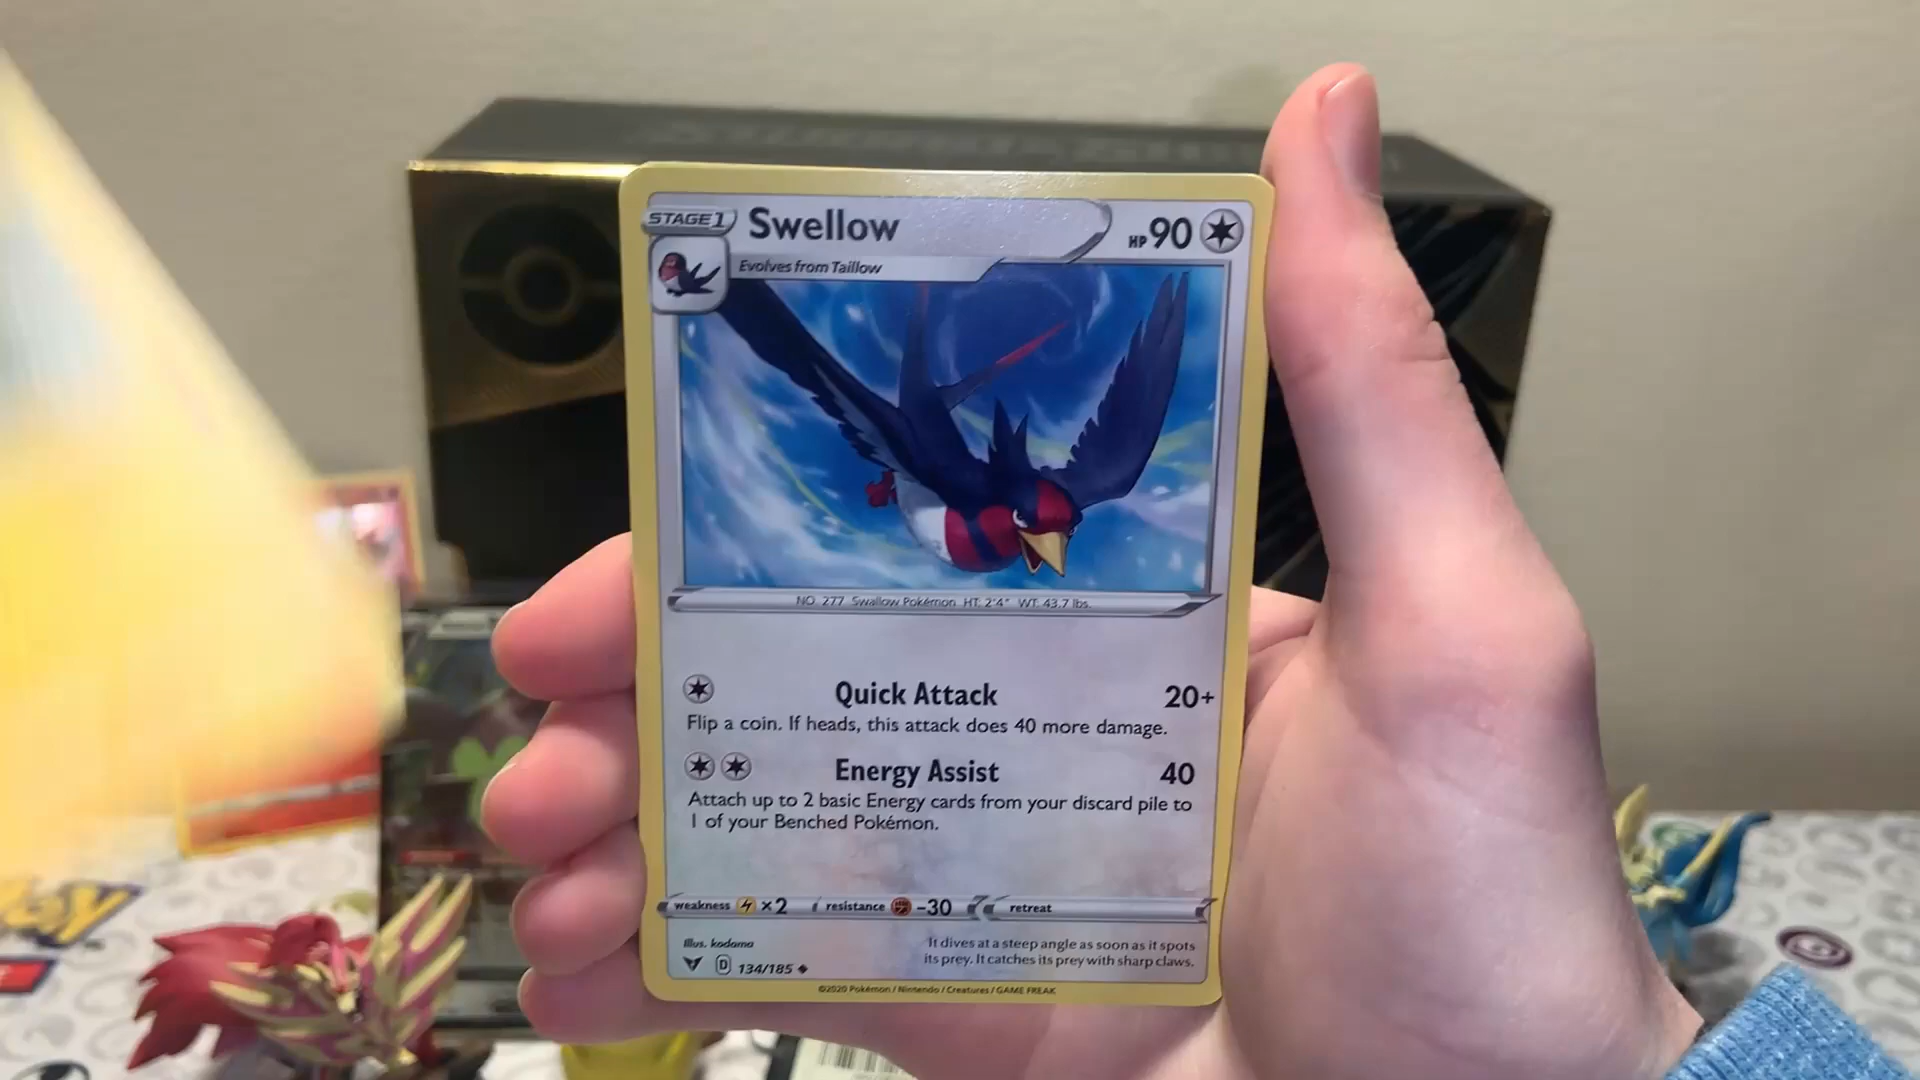 STAGE 1
Swellow
HP 90
Evolves from Taillow
NO. 277 Swallow Pokémon HT: 2'4" WT: 43.7 lbs.
Quick Attack 20+
Flip a coin. If heads, this attack does 40 more damage.
Energy Assist 40
Attach up to 2 basic Energy cards from your discard pile to
1 of your Benched Pokémon.
weakness ×2 resistance -30 retreat
Illus. kodama
It dives at a steep angle as soon as it spots
its prey. It catches its prey with sharp claws.
D 134/185
©2020 Pokémon / Nintendo / Creatures / GAME FREAK